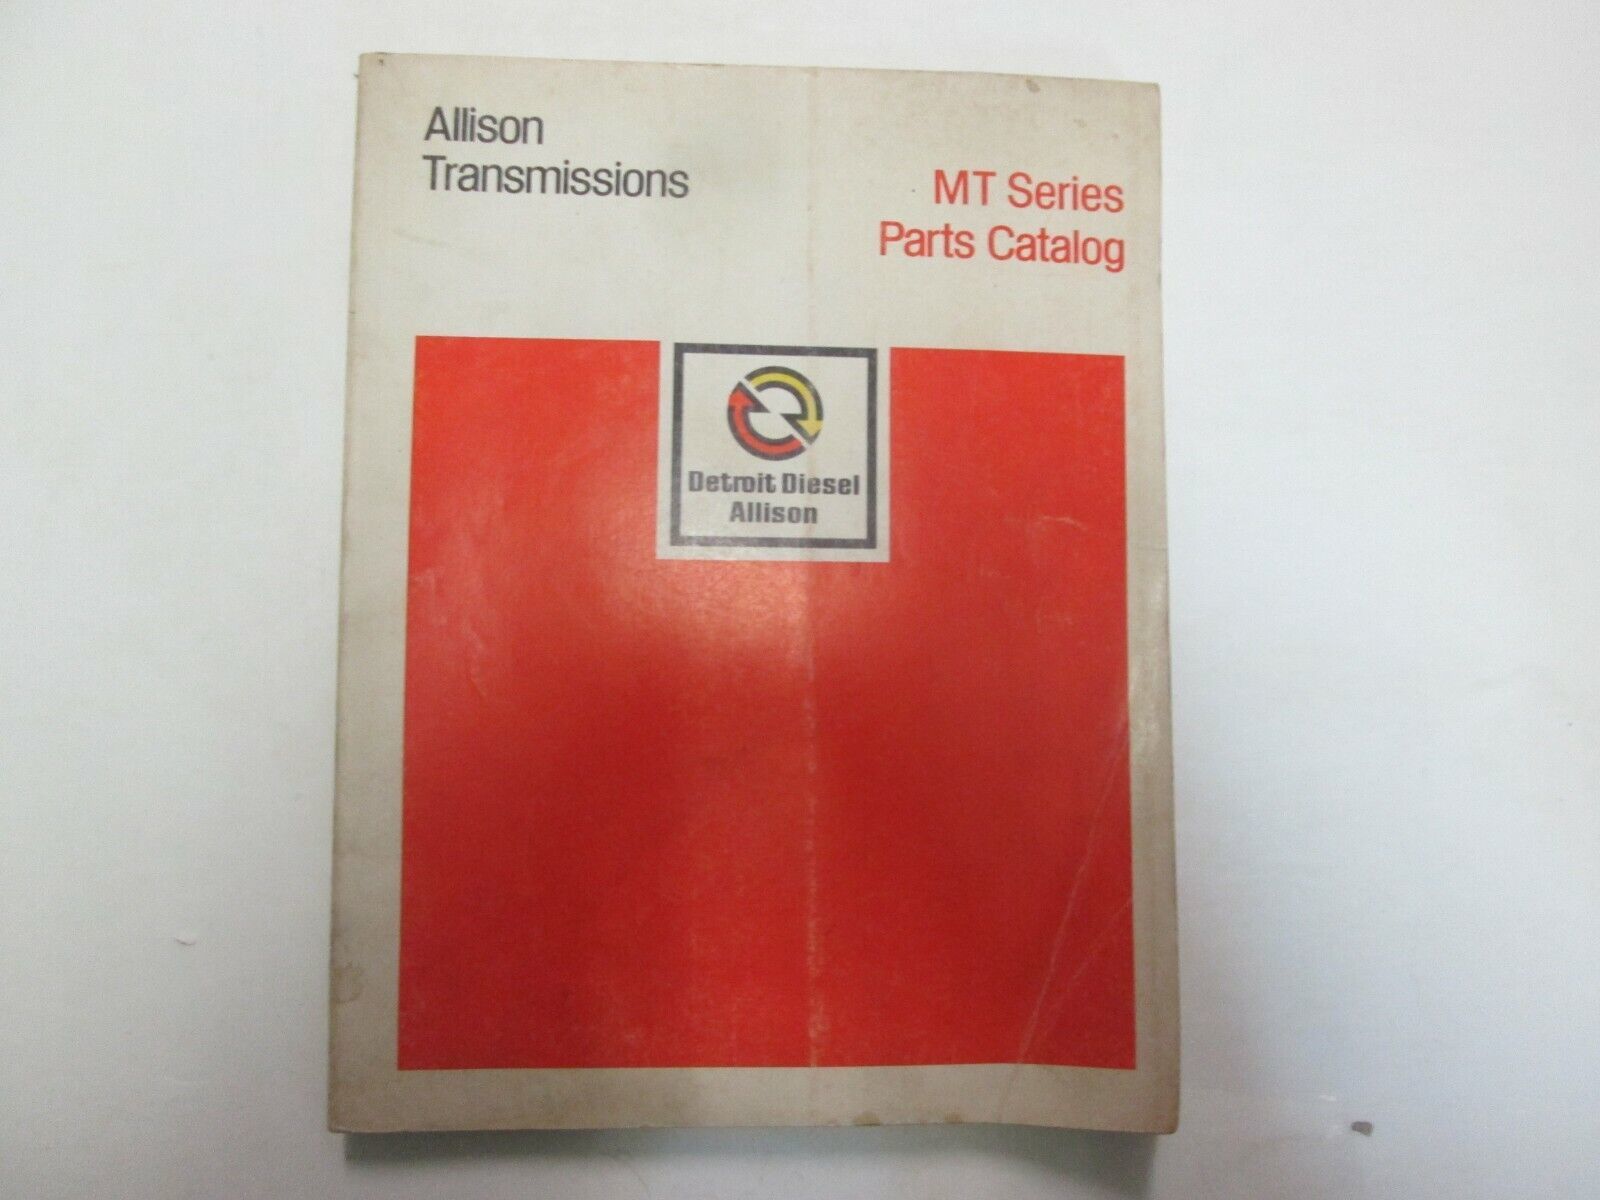 Allison
Transmissions
MT Series
Parts Catalog
Detroit Diesel
Allison